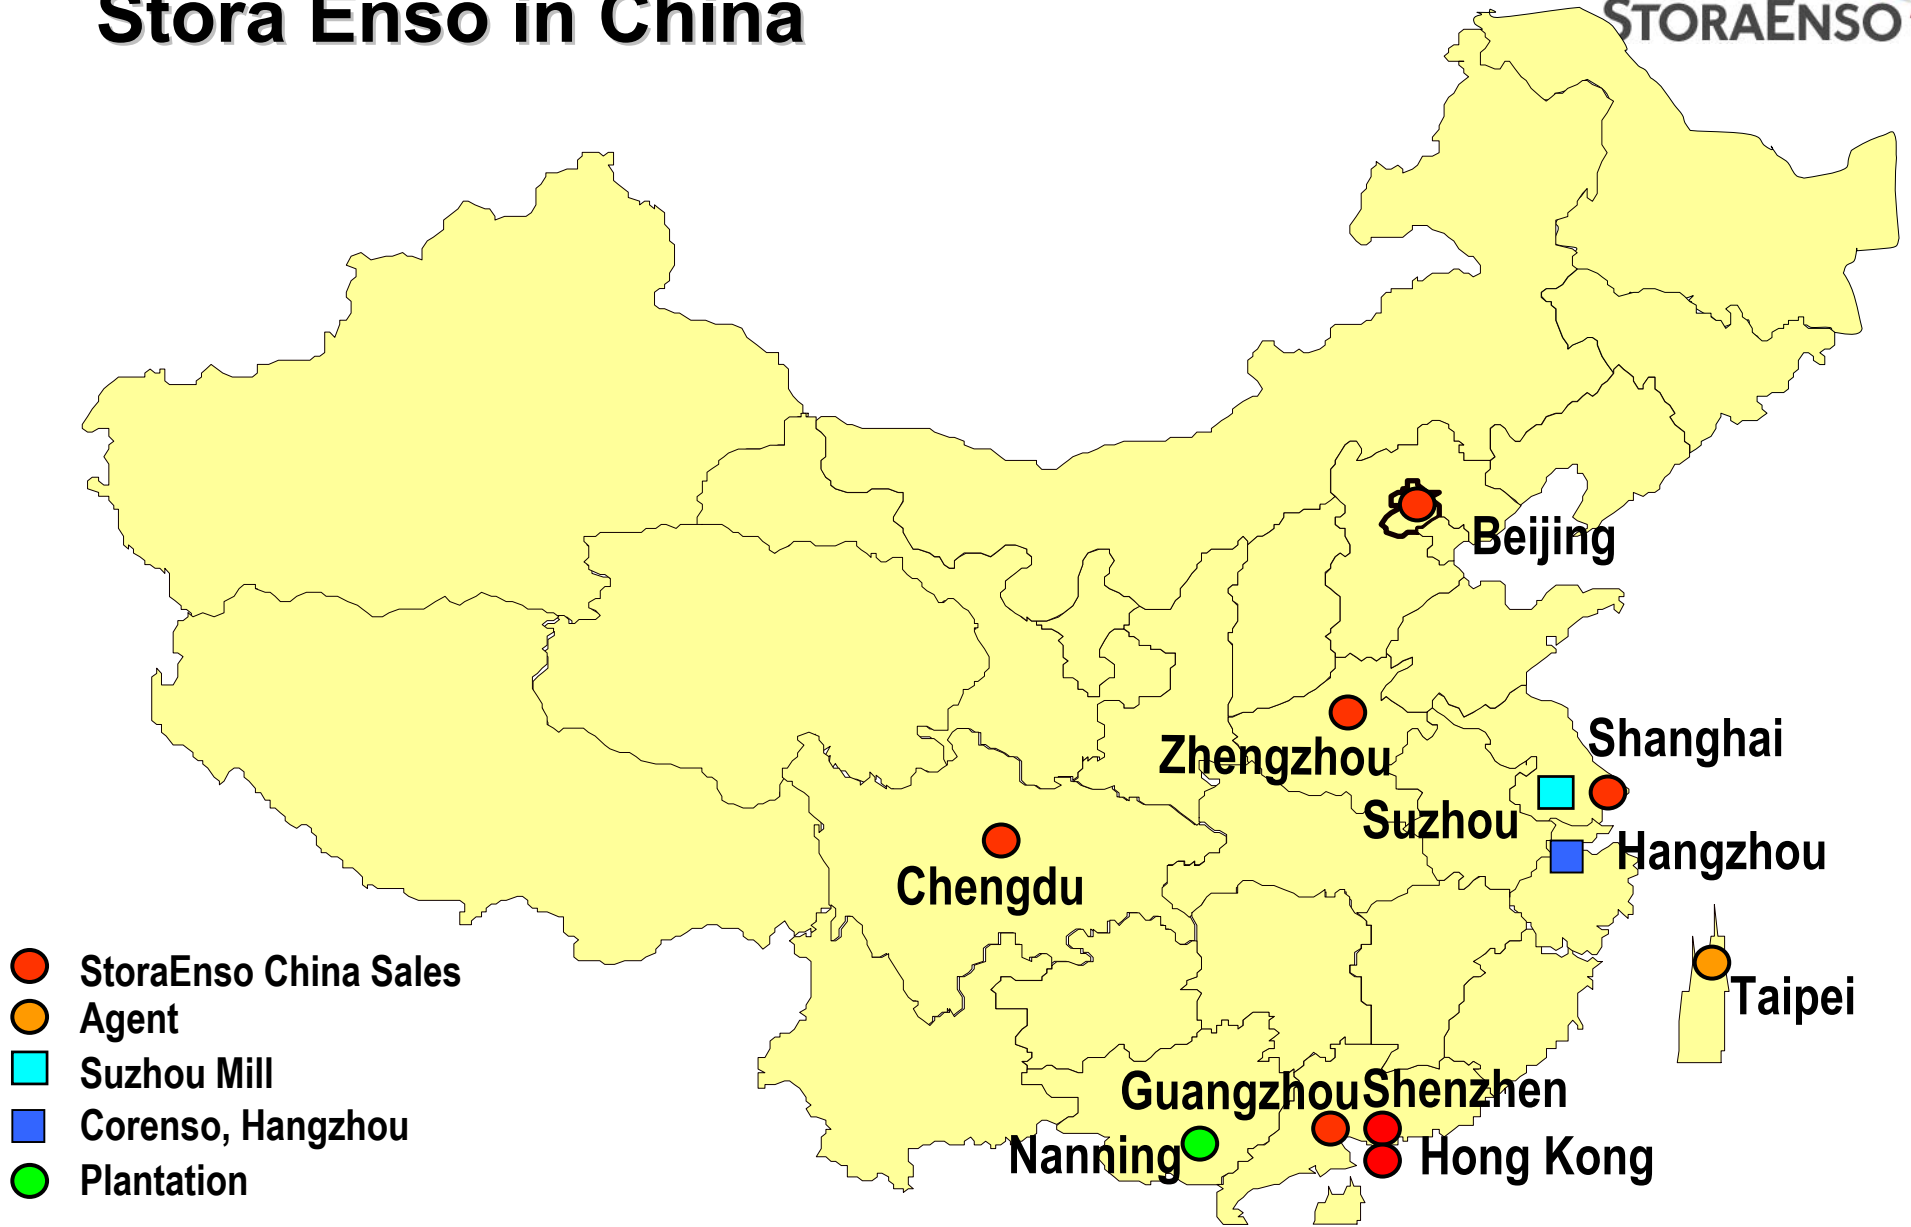 Stora Enso in China
STORAENSO
Beijing
Shanghai
Zhengzhou
Suzhou
Hangzhou
Chengdu
StoraEnso China Sales
Agent
Taipei
Suzhou Mill
Guangzhou
Shenzhen
Corenso, Hangzhou
Nanning
Hong Kong
Plantation